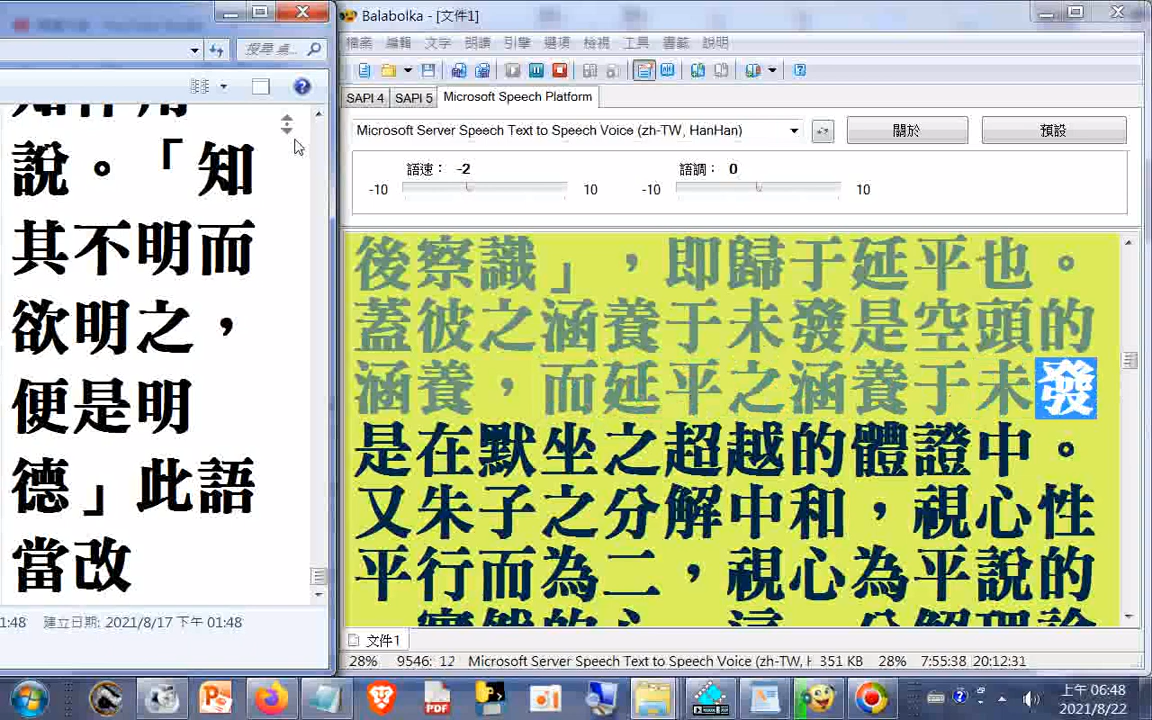 說。「知
其不明而
欲明之，
便是明
德」此語
當改
搜尋 桌...
1:48 建立日期: 2021/8/17 下午 01:48
Balabolka - [文件1]
檔案 編輯 文字 朗讀 引擎 選項 檢視 工具 書籤 說明
SAPI 4 SAPI 5 Microsoft Speech Platform
Microsoft Server Speech Text to Speech Voice (zh-TW, HanHan) 關於 預設
語速： -2 語調： 0
-10 10 -10 10
後察識」，即歸于延平也。
蓋彼之涵養于未發是空頭的
涵養，而延平之涵養于未發
是在默坐之超越的體證中。
又朱子之分解中和，視心性
平行而為二，視心為平說的
文件1
28% 9546: 12 Microsoft Server Speech Text to Speech Voice (zh-TW, H 351 KB 28% 7:55:38 20:12:31
PDF
上午 06:48
2021/8/22